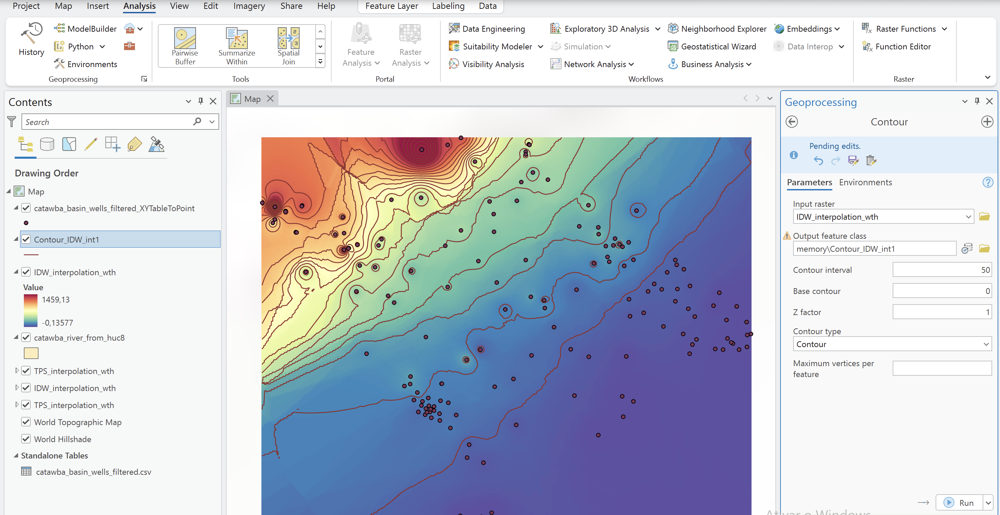 Project Map Insert Analysis View Edit Imagery Share Help Feature Layer Labeling Data
History
ModelBuilder
Python
Environments
Geoprocessing
Pairwise
Buffer
Summarize
Within
Spatial
Join
Tools
Feature
Analysis
Raster
Analysis
Portal
Data Engineering
Suitability Modeler
Visibility Analysis
Exploratory 3D Analysis
Simulation
Network Analysis
Neighborhood Explorer
Geostatistical Wizard
Business Analysis
Embeddings
Data Interop
Workflows
Raster Functions
Function Editor
Raster
Contents
Search
Drawing Order
Map
catawba_basin_wells_filtered_XYTableToPoint
Contour_IDW_int1
IDW_interpolation_wth
Value
1459,13
-0,13577
catawba_river_from_huc8
TPS_interpolation_wth
IDW_interpolation_wth
TPS_interpolation_wth
World Topographic Map
World Hillshade
Standalone Tables
catawba_basin_wells_filtered.csv
Map
Geoprocessing
Contour
Pending edits.
Parameters Environments
Input raster
IDW_interpolation_wth
Output feature class
memory\Contour_IDW_int1
Contour interval 50
Base contour 0
Z factor 1
Contour type
Contour
Maximum vertices per
feature
Run
Ativar o Windows